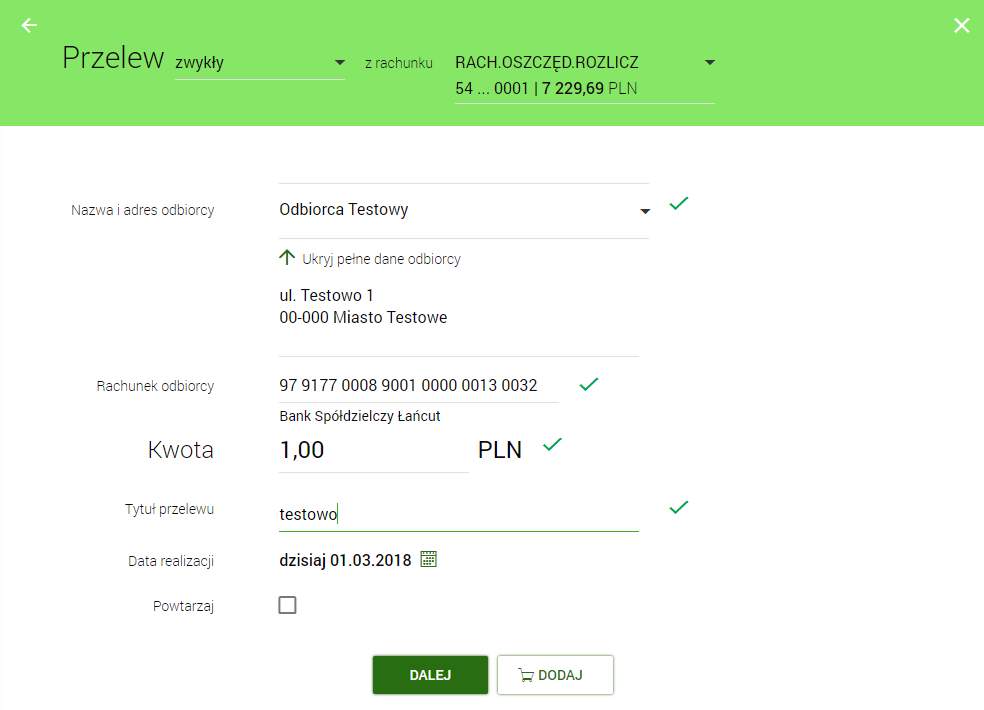 Przelew zwykły z rachunku RACH.OSZCZĘD.ROZLICZ
54 ... 0001 | 7 229,69 PLN
Nazwa i adres odbiorcy Odbiorca Testowy
Ukryj pełne dane odbiorcy
ul. Testowo 1
00-000 Miasto Testowe
Rachunek odbiorcy 97 9177 0008 9001 0000 0013 0032
Bank Spółdzielczy Łańcut
Kwota 1,00 PLN
Tytuł przelewu testowo
Data realizacji dzisiaj 01.03.2018
Powtarzaj
DALEJ DODAJ